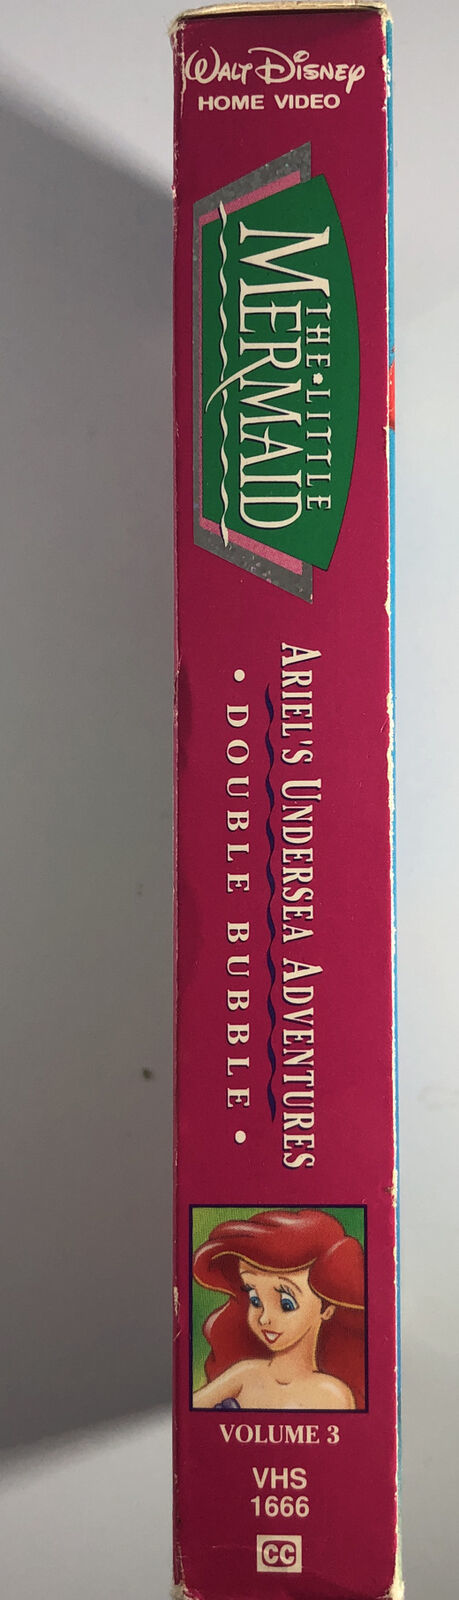 WALT DISNEY
HOME VIDEO
THE•LITTLE
MERMAID
ARIEL'S UNDERSEA ADVENTURES
• DOUBLE BUBBLE •
VOLUME 3
VHS
1666
CC